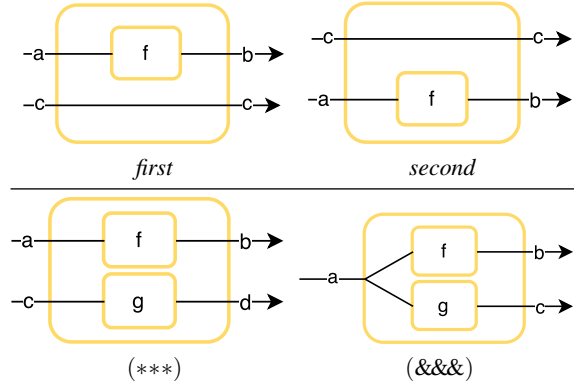 a f b
c c
first
c c
a f b
second
a f b
c g d
(***)
a f b
g c
(&&&)